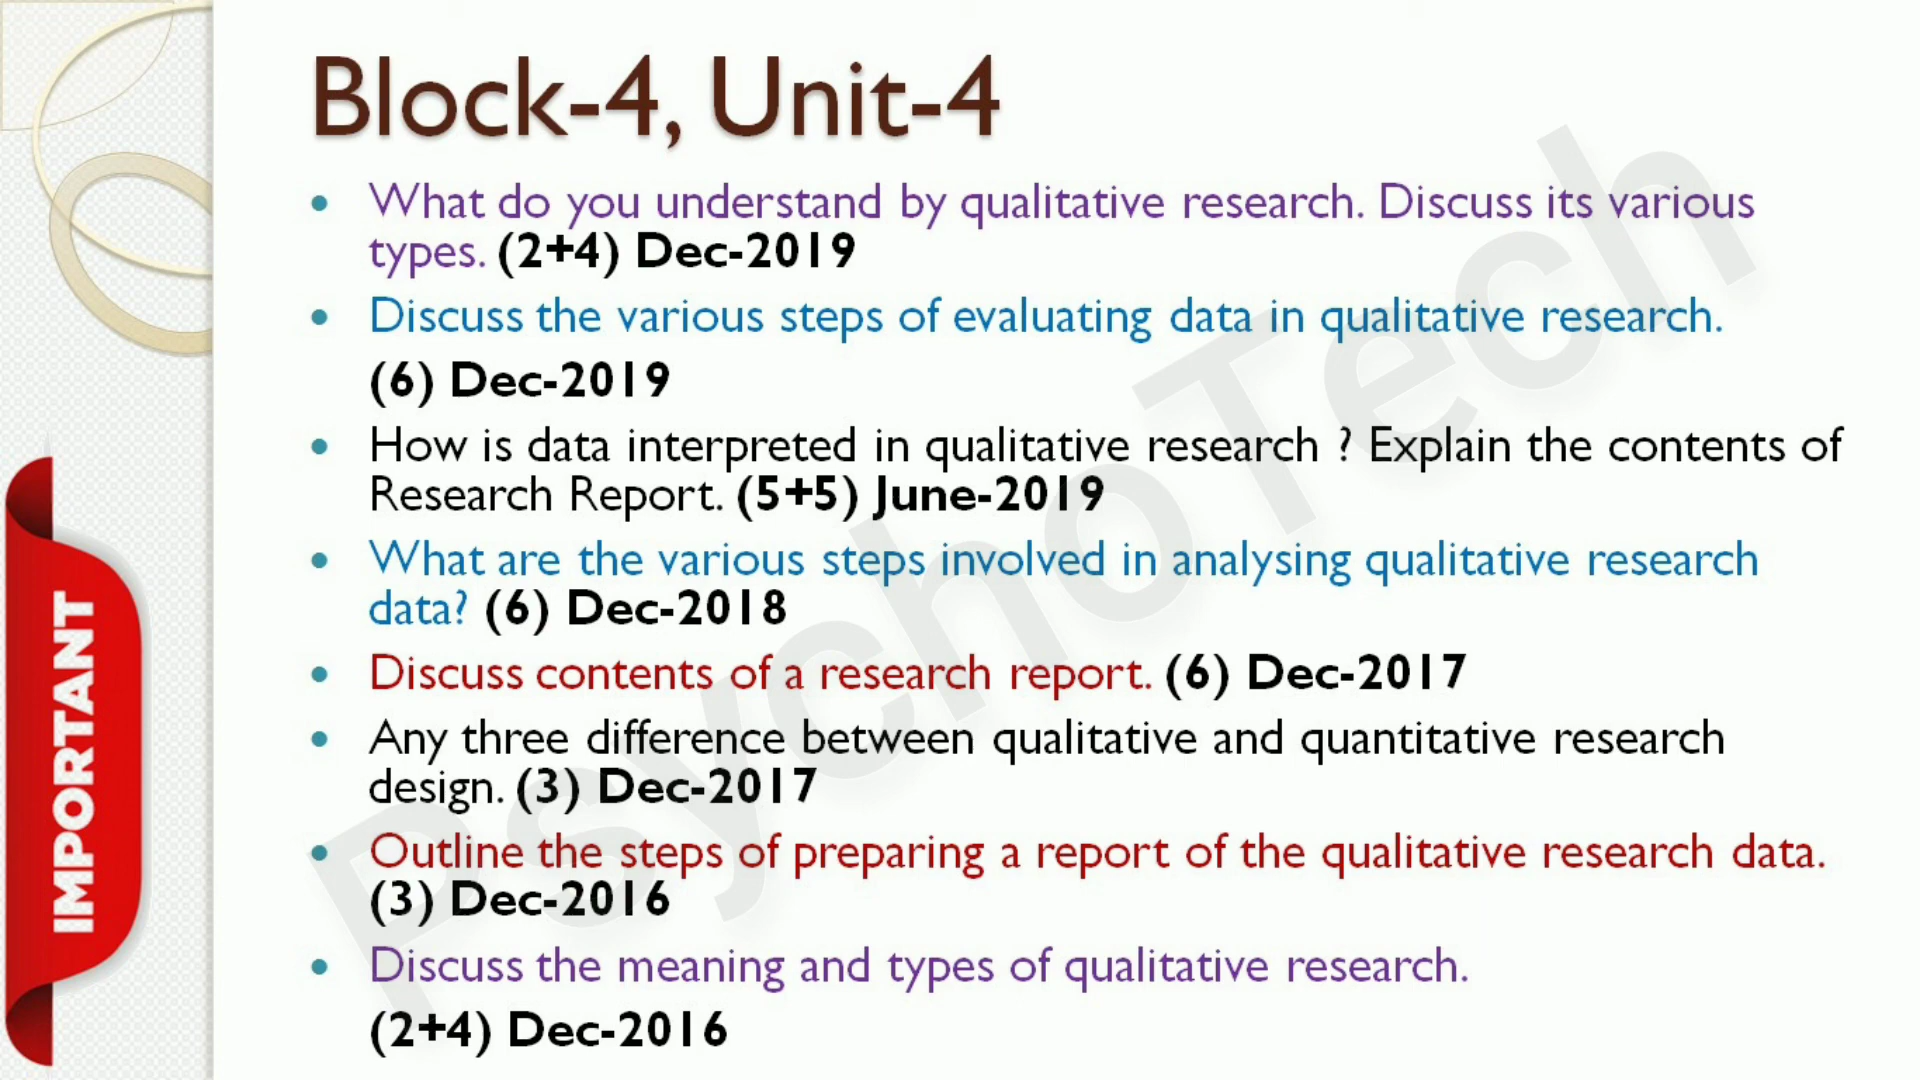 Block-4, Unit-4
• What do you understand by qualitative research. Discuss its various
types. (2+4) Dec-2019
• Discuss the various steps of evaluating data in qualitative research.
(6) Dec-2019
• How is data interpreted in qualitative research ? Explain the contents of
Research Report. (5+5) June-2019
• What are the various steps involved in analysing qualitative research
data? (6) Dec-2018
• Discuss contents of a research report. (6) Dec-2017
• Any three difference between qualitative and quantitative research
design. (3) Dec-2017
• Outline the steps of preparing a report of the qualitative research data.
(3) Dec-2016
• Discuss the meaning and types of qualitative research.
(2+4) Dec-2016
IMPORTANT
PsychoTech